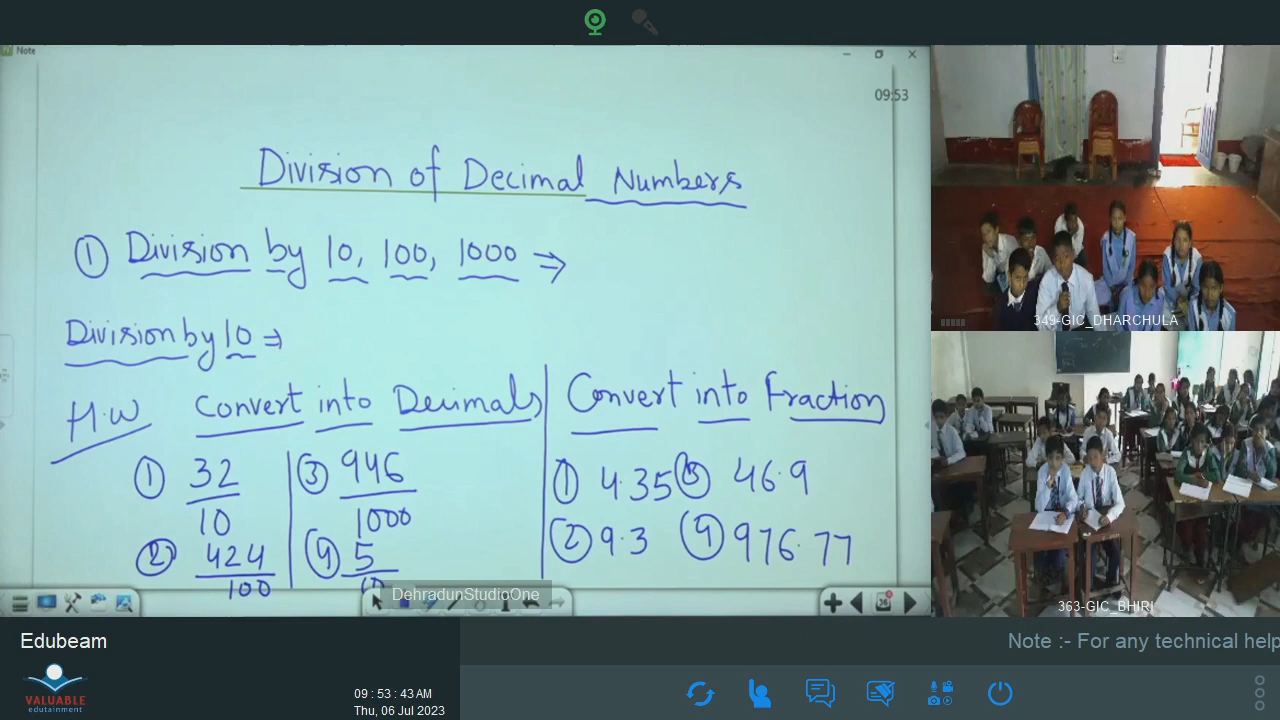 Note
09:53
Division of Decimal Numbers
① Division by 10, 100, 1000 ⇒
Division by 10 ⇒
H.W Convert into Decimals
① 32/10
② 424/100
③ 946/1000
④ 5
Convert into Fraction
① 4.35
② 9.3
③ 46.9
④ 976.77
DehradunStudioOne
349-GIC_DHARCHULA
363-GIC_BHIRI
Edubeam
VALUABLE
edutainment
09 : 53 : 43 AM
Thu, 06 Jul 2023
Note :- For any technical help